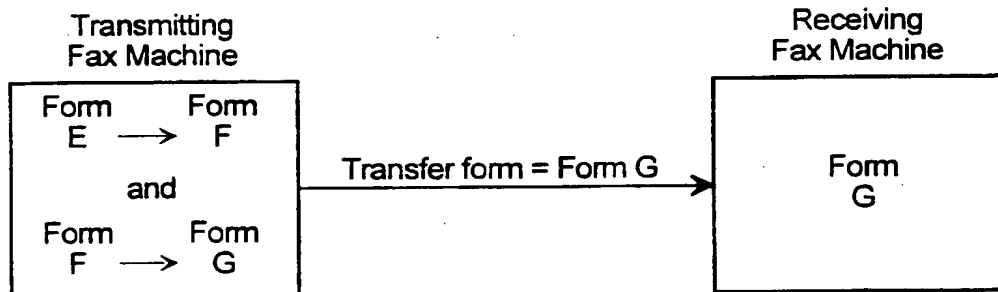 Transmitting
Fax Machine
Form Form
E → F
and
Form Form
F → G
Transfer form = Form G
Receiving
Fax Machine
Form
G